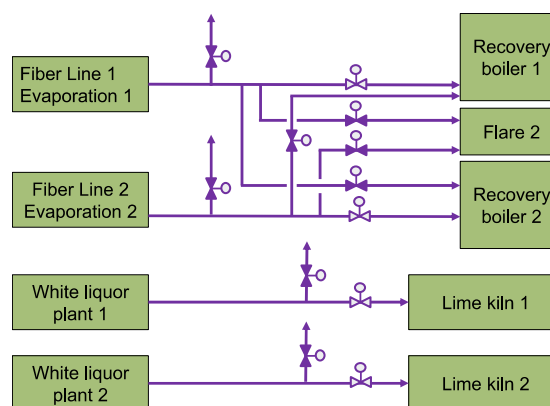 Fiber Line 1
Evaporation 1
Recovery
boiler 1
Flare 2
Fiber Line 2
Evaporation 2
Recovery
boiler 2
White liquor
plant 1
Lime kiln 1
White liquor
plant 2
Lime kiln 2